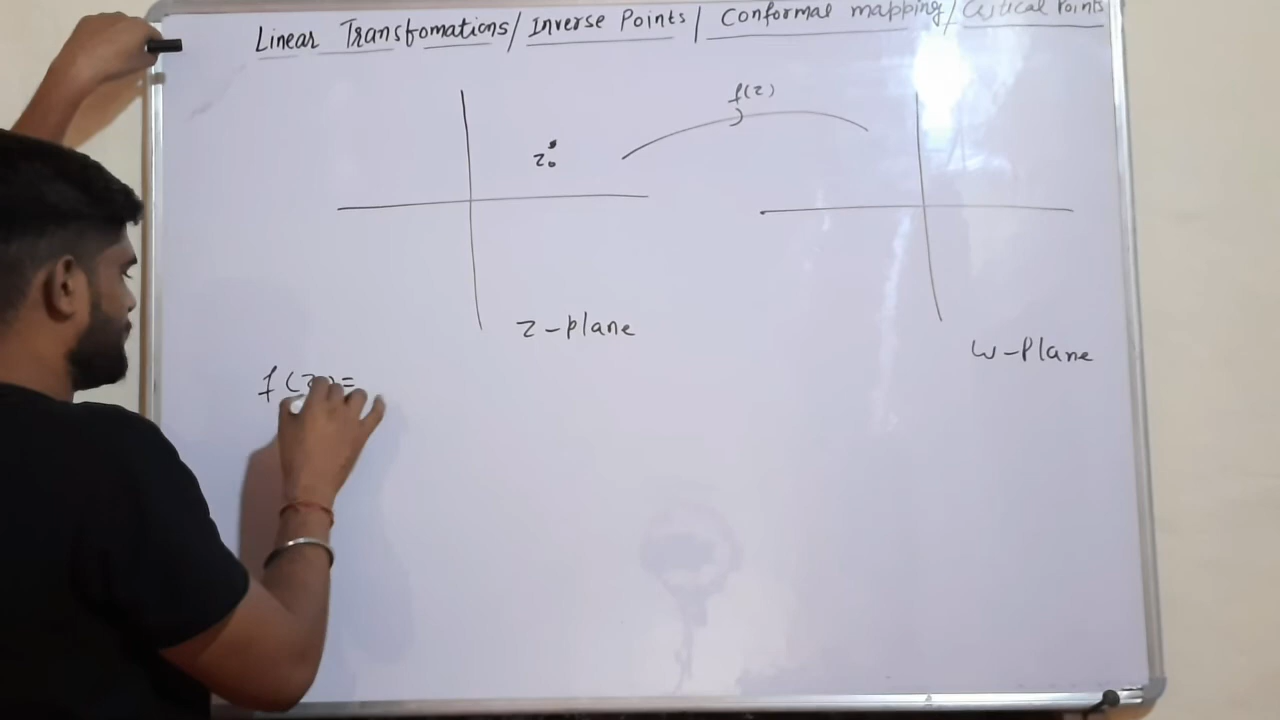 Linear Transfomations/ Inverse Points / Conformal mapping/ Critical Points
f(z)
z₀
z-plane
w-Plane
f(z)=